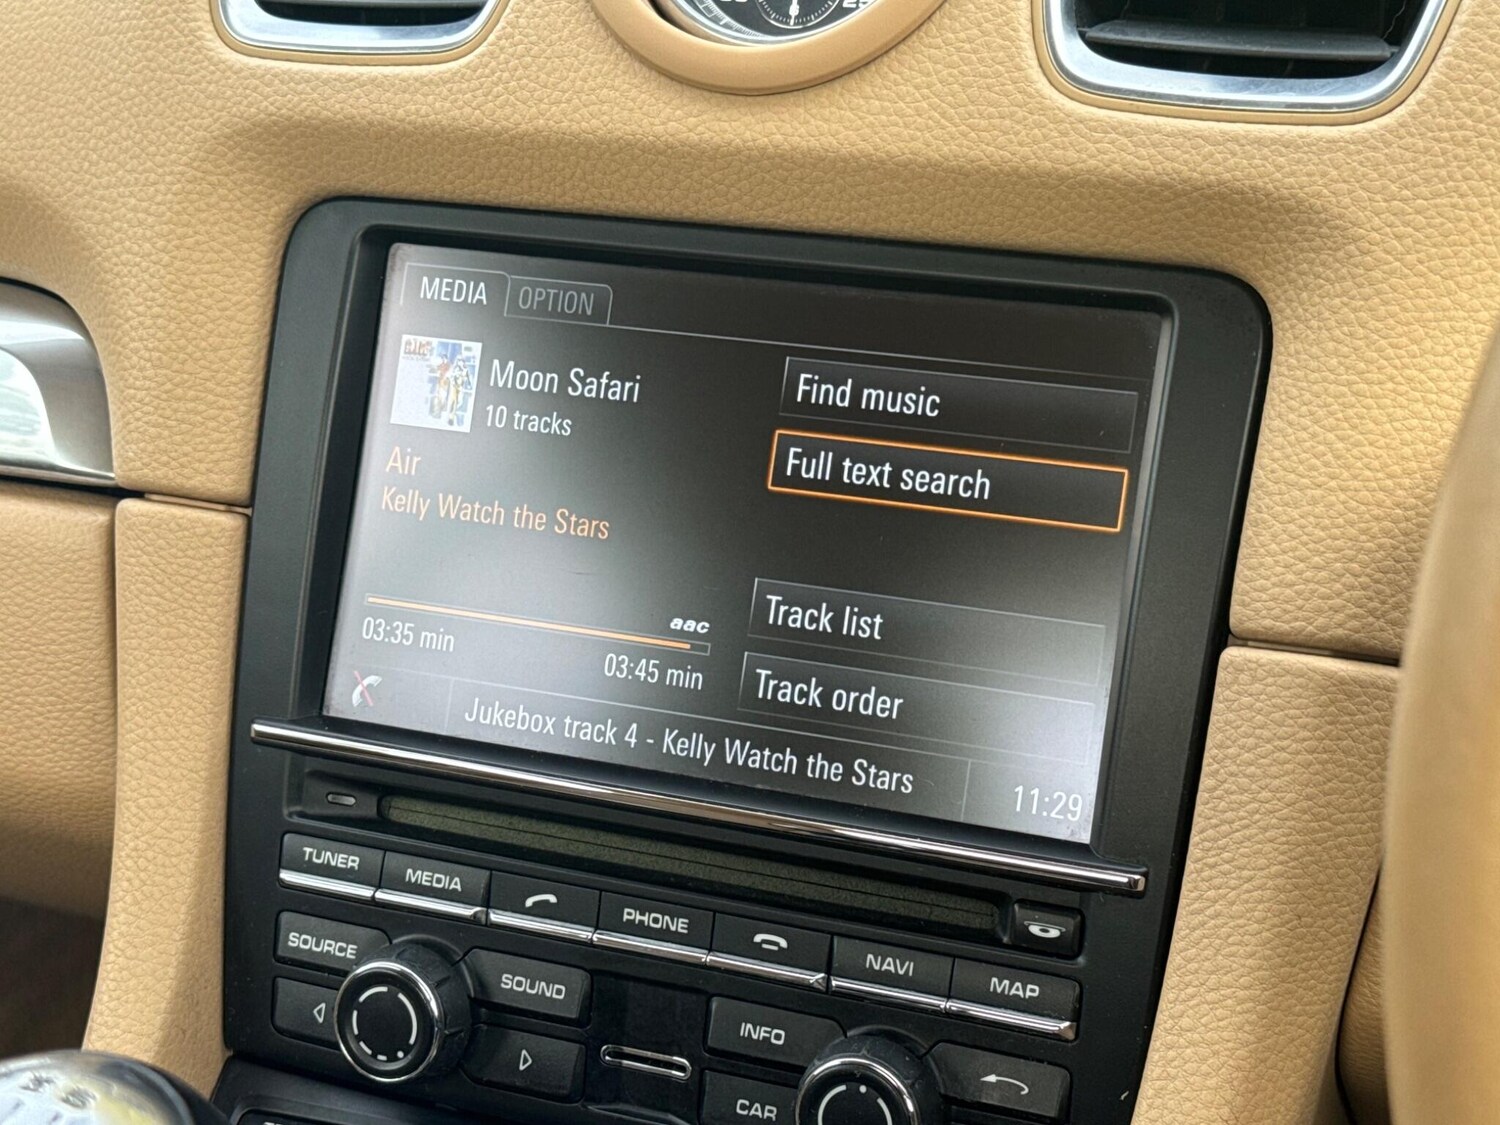 25
MEDIA
OPTION
Moon Safari
10 tracks
Air
Kelly Watch the Stars
Find music
Full text search
Track list
Track order
aac
03:35 min
03:45 min
Jukebox track 4 - Kelly Watch the Stars
11:29
TUNER
MEDIA
PHONE
NAVI
MAP
SOURCE
SOUND
INFO
CAR